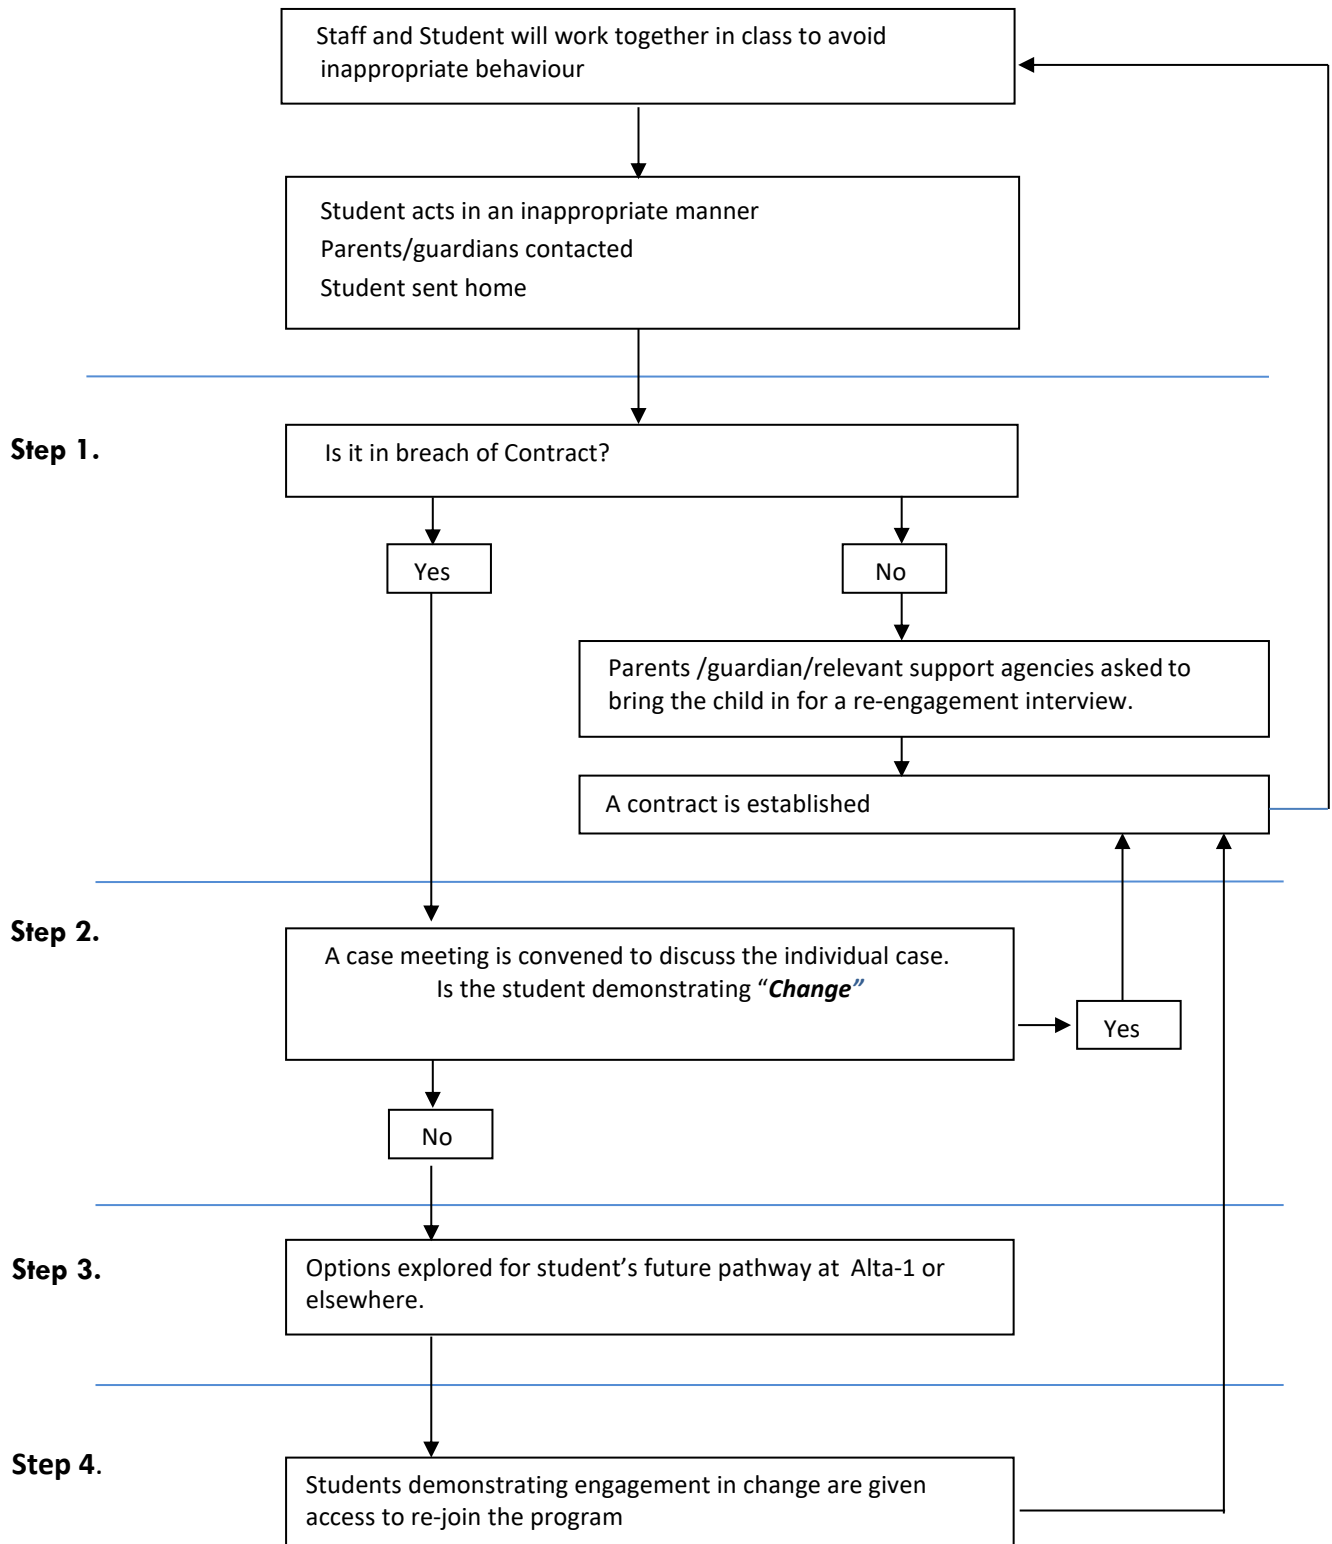 Staff and Student will work together in class to avoid
inappropriate behaviour
Student acts in an inappropriate manner
Parents/guardians contacted
Student sent home
Step 1.
Is it in breach of Contract?
Yes
No
Parents /guardian/relevant support agencies asked to
bring the child in for a re-engagement interview.
A contract is established
Step 2.
A case meeting is convened to discuss the individual case.
Is the student demonstrating “Change”
Yes
No
Step 3.
Options explored for student’s future pathway at Alta-1 or
elsewhere.
Step 4.
Students demonstrating engagement in change are given
access to re-join the program